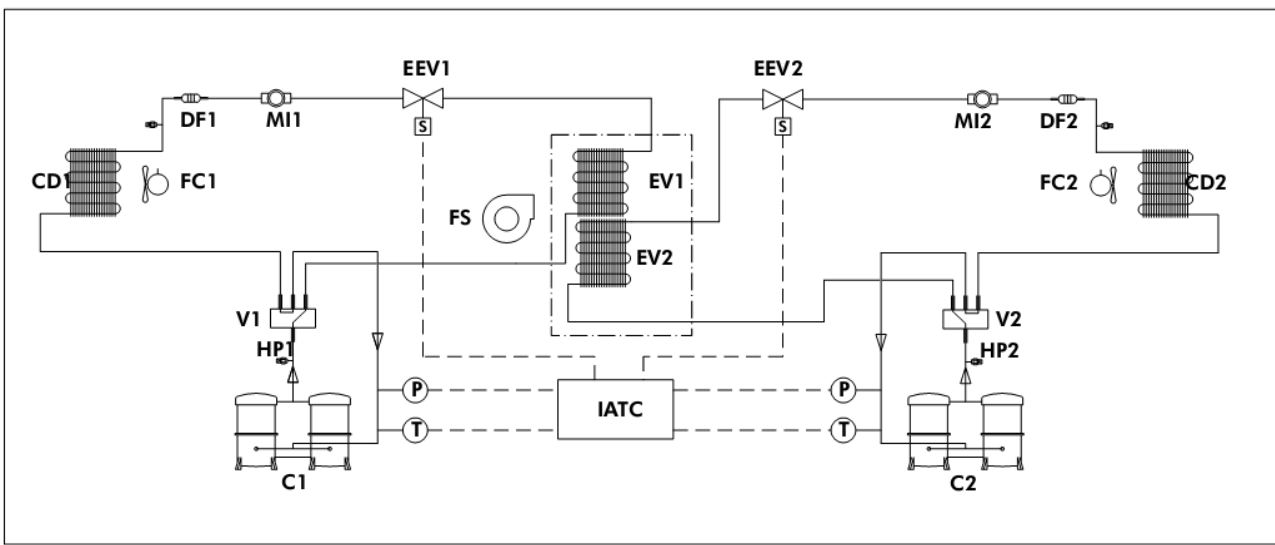 EEV1
EEV2
DF1
MI1
MI2
DF2
S
S
CD1
FC1
EV1
FC2
CD2
FS
EV2
V1
V2
HP1
HP2
P
IATC
P
T
T
C1
C2